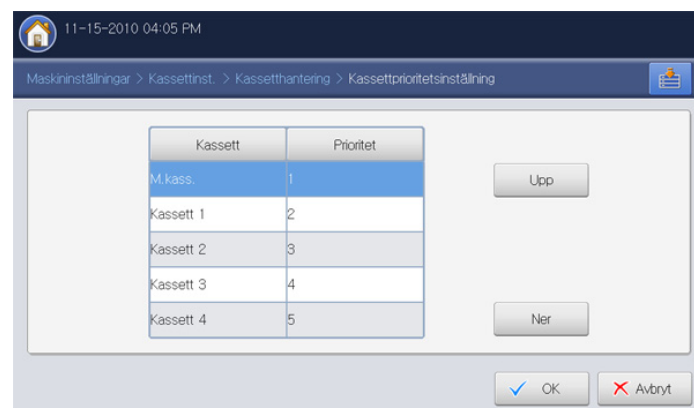 11-15-2010 04:05 PM
Maskininställningar > Kassettinst. > Kassetthantering > Kassettprioritetsinställning
Kassett Prioritet
M.kass. 1
Kassett 1 2
Kassett 2 3
Kassett 3 4
Kassett 4 5
Upp
Ner
OK Avbryt